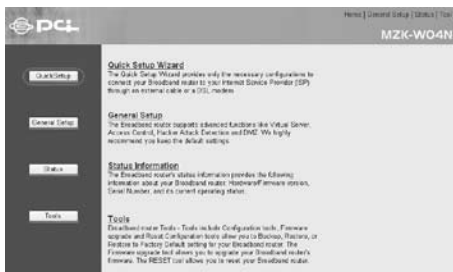 Home | General Setup | Status | Tool
PCI
MZK-W04N
Quick Setup Wizard
QuickSetup
The Quick Setup Wizard provides only the necessary configurations to
connect your Broadband router to your Internet Service Provider (ISP)
through an external cable or a DSL modem.
General Setup
General Setup
The Broadband router supports advanced functions like Virtual Server,
Access Control, Hacker Attack Detection and DMZ. We highly
recommend you keep the default settings.
Status Information
Status
The Broadband router's status information provides the following
information about your Broadband router: Hardware/Firmware version,
Serial Number, and its current operating status.
Tools
Tools
Broadband router Tools - Tools include Configuration tools, Firmware
upgrade and Reset. Configuration tools allow you to Backup, Restore, or
Restore to Factory Default setting for your Broadband router. The
Firmware upgrade tool allows you to upgrade your Broadband router's
firmware. The RESET tool allows you to reset your Broadband router.